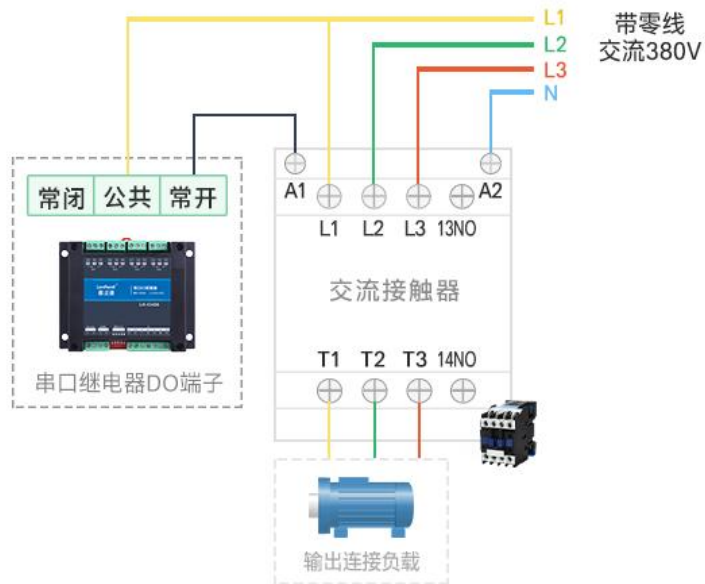 L1
L2
L3
N
带零线
交流380V
常闭 公共 常开
A1
A2
L1 L2 L3 13NO
交流接触器
T1 T2 T3 14NO
串口继电器DO端子
输出连接负载